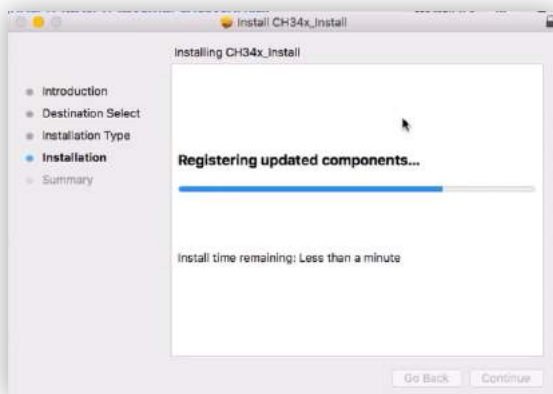 Install CH34x_Install
Installing CH34x_Install
Introduction
Destination Select
Installation Type
Installation
Summary
Registering updated components...
Install time remaining: Less than a minute
Go Back
Continue